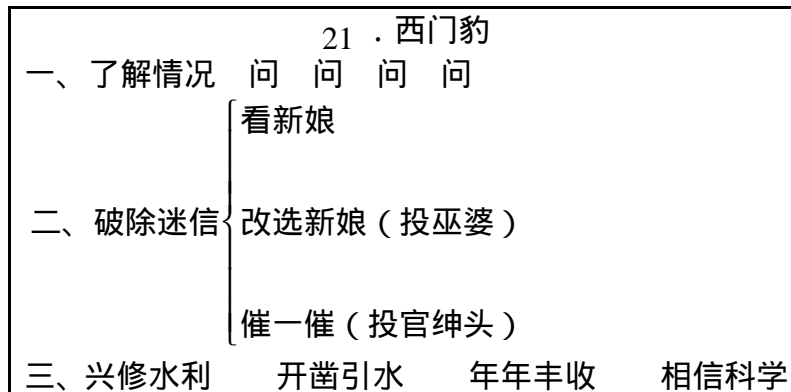 21．西门豹
一、了解情况 问 问 问 问
看新娘
二、破除迷信 改选新娘（投巫婆）
催一催（投官绅头）
三、兴修水利 开凿引水 年年丰收 相信科学